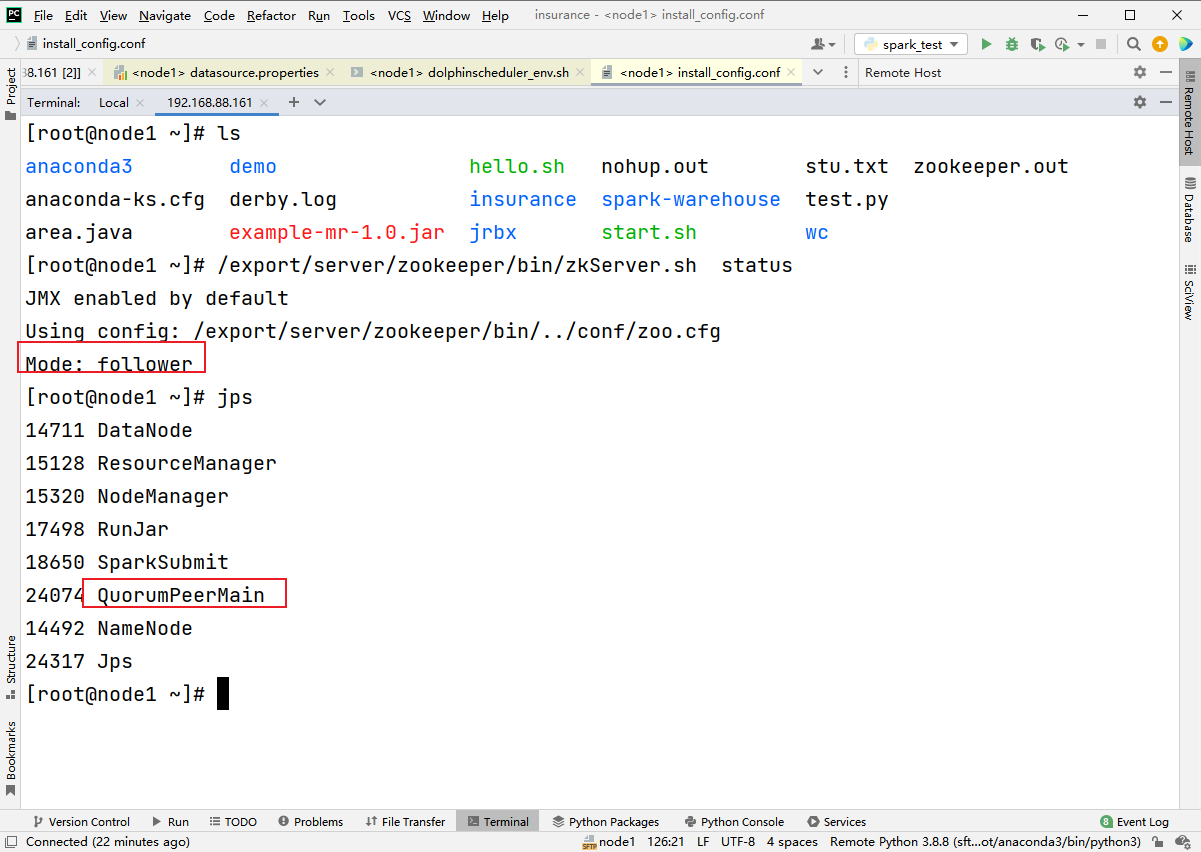 PC File Edit View Navigate Code Refactor Run Tools VCS Window Help insurance - <node1> install_config.conf
install_config.conf spark_test
8.161 [2]] <node1> datasource.properties <node1> dolphinscheduler_env.sh <node1> install_config.conf Remote Host
Terminal: Local 192.168.88.161
[root@node1 ~]# ls
anaconda3 demo hello.sh nohup.out stu.txt zookeeper.out
anaconda-ks.cfg derby.log insurance spark-warehouse test.py
area.java example-mr-1.0.jar jrbx start.sh wc
[root@node1 ~]# /export/server/zookeeper/bin/zkServer.sh  status
JMX enabled by default
Using config: /export/server/zookeeper/bin/../conf/zoo.cfg
Mode: follower
[root@node1 ~]# jps
14711 DataNode
15128 ResourceManager
15320 NodeManager
17498 RunJar
18650 SparkSubmit
24074 QuorumPeerMain
14492 NameNode
24317 Jps
[root@node1 ~]#
Project
Structure
Bookmarks
Remote Host
Database
SciView
Version Control Run TODO Problems File Transfer Terminal Python Packages Python Console Services 8 Event Log
Connected (22 minutes ago) SFTP node1 126:21 LF UTF-8 4 spaces Remote Python 3.8.8 (sft...ot/anaconda3/bin/python3)